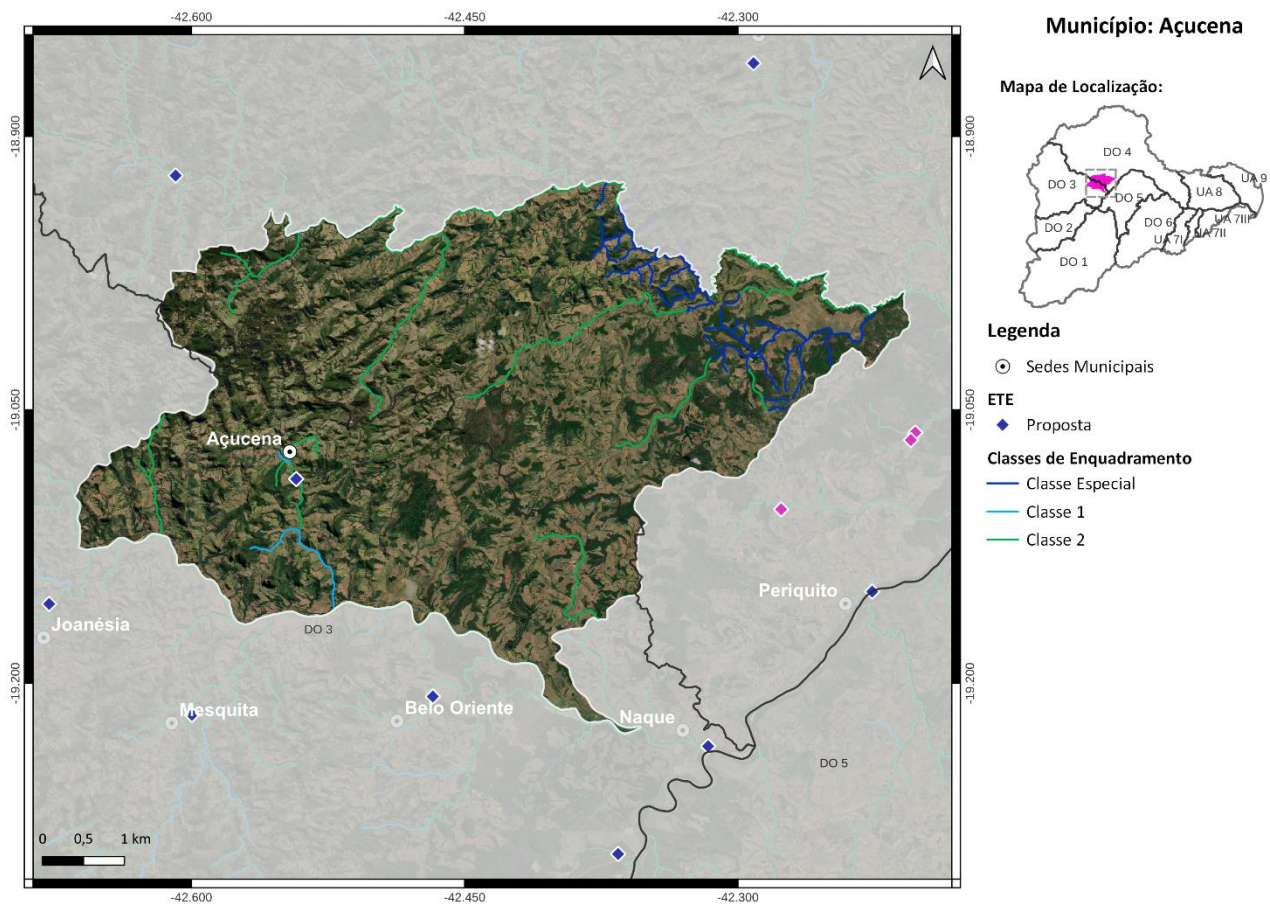 Município: Açucena
Mapa de Localização:
DO 4
DO 3
DO 5
UA 9
UA 8
DO 2
DO 6
UA 7III
UA 7II
UA 7I
DO 1
Legenda
Sedes Municipais
ETE
Proposta
Classes de Enquadramento
Classe Especial
Classe 1
Classe 2
-42.600
-42.450
-42.300
-18.900
-18.900
-19.050
-19.050
Açucena
Periquito
Joanésia
DO 3
-19.200
-19.200
Mesquita
Belo Oriente
Naque
DO 5
0 0,5 1 km
-42.600
-42.450
-42.300